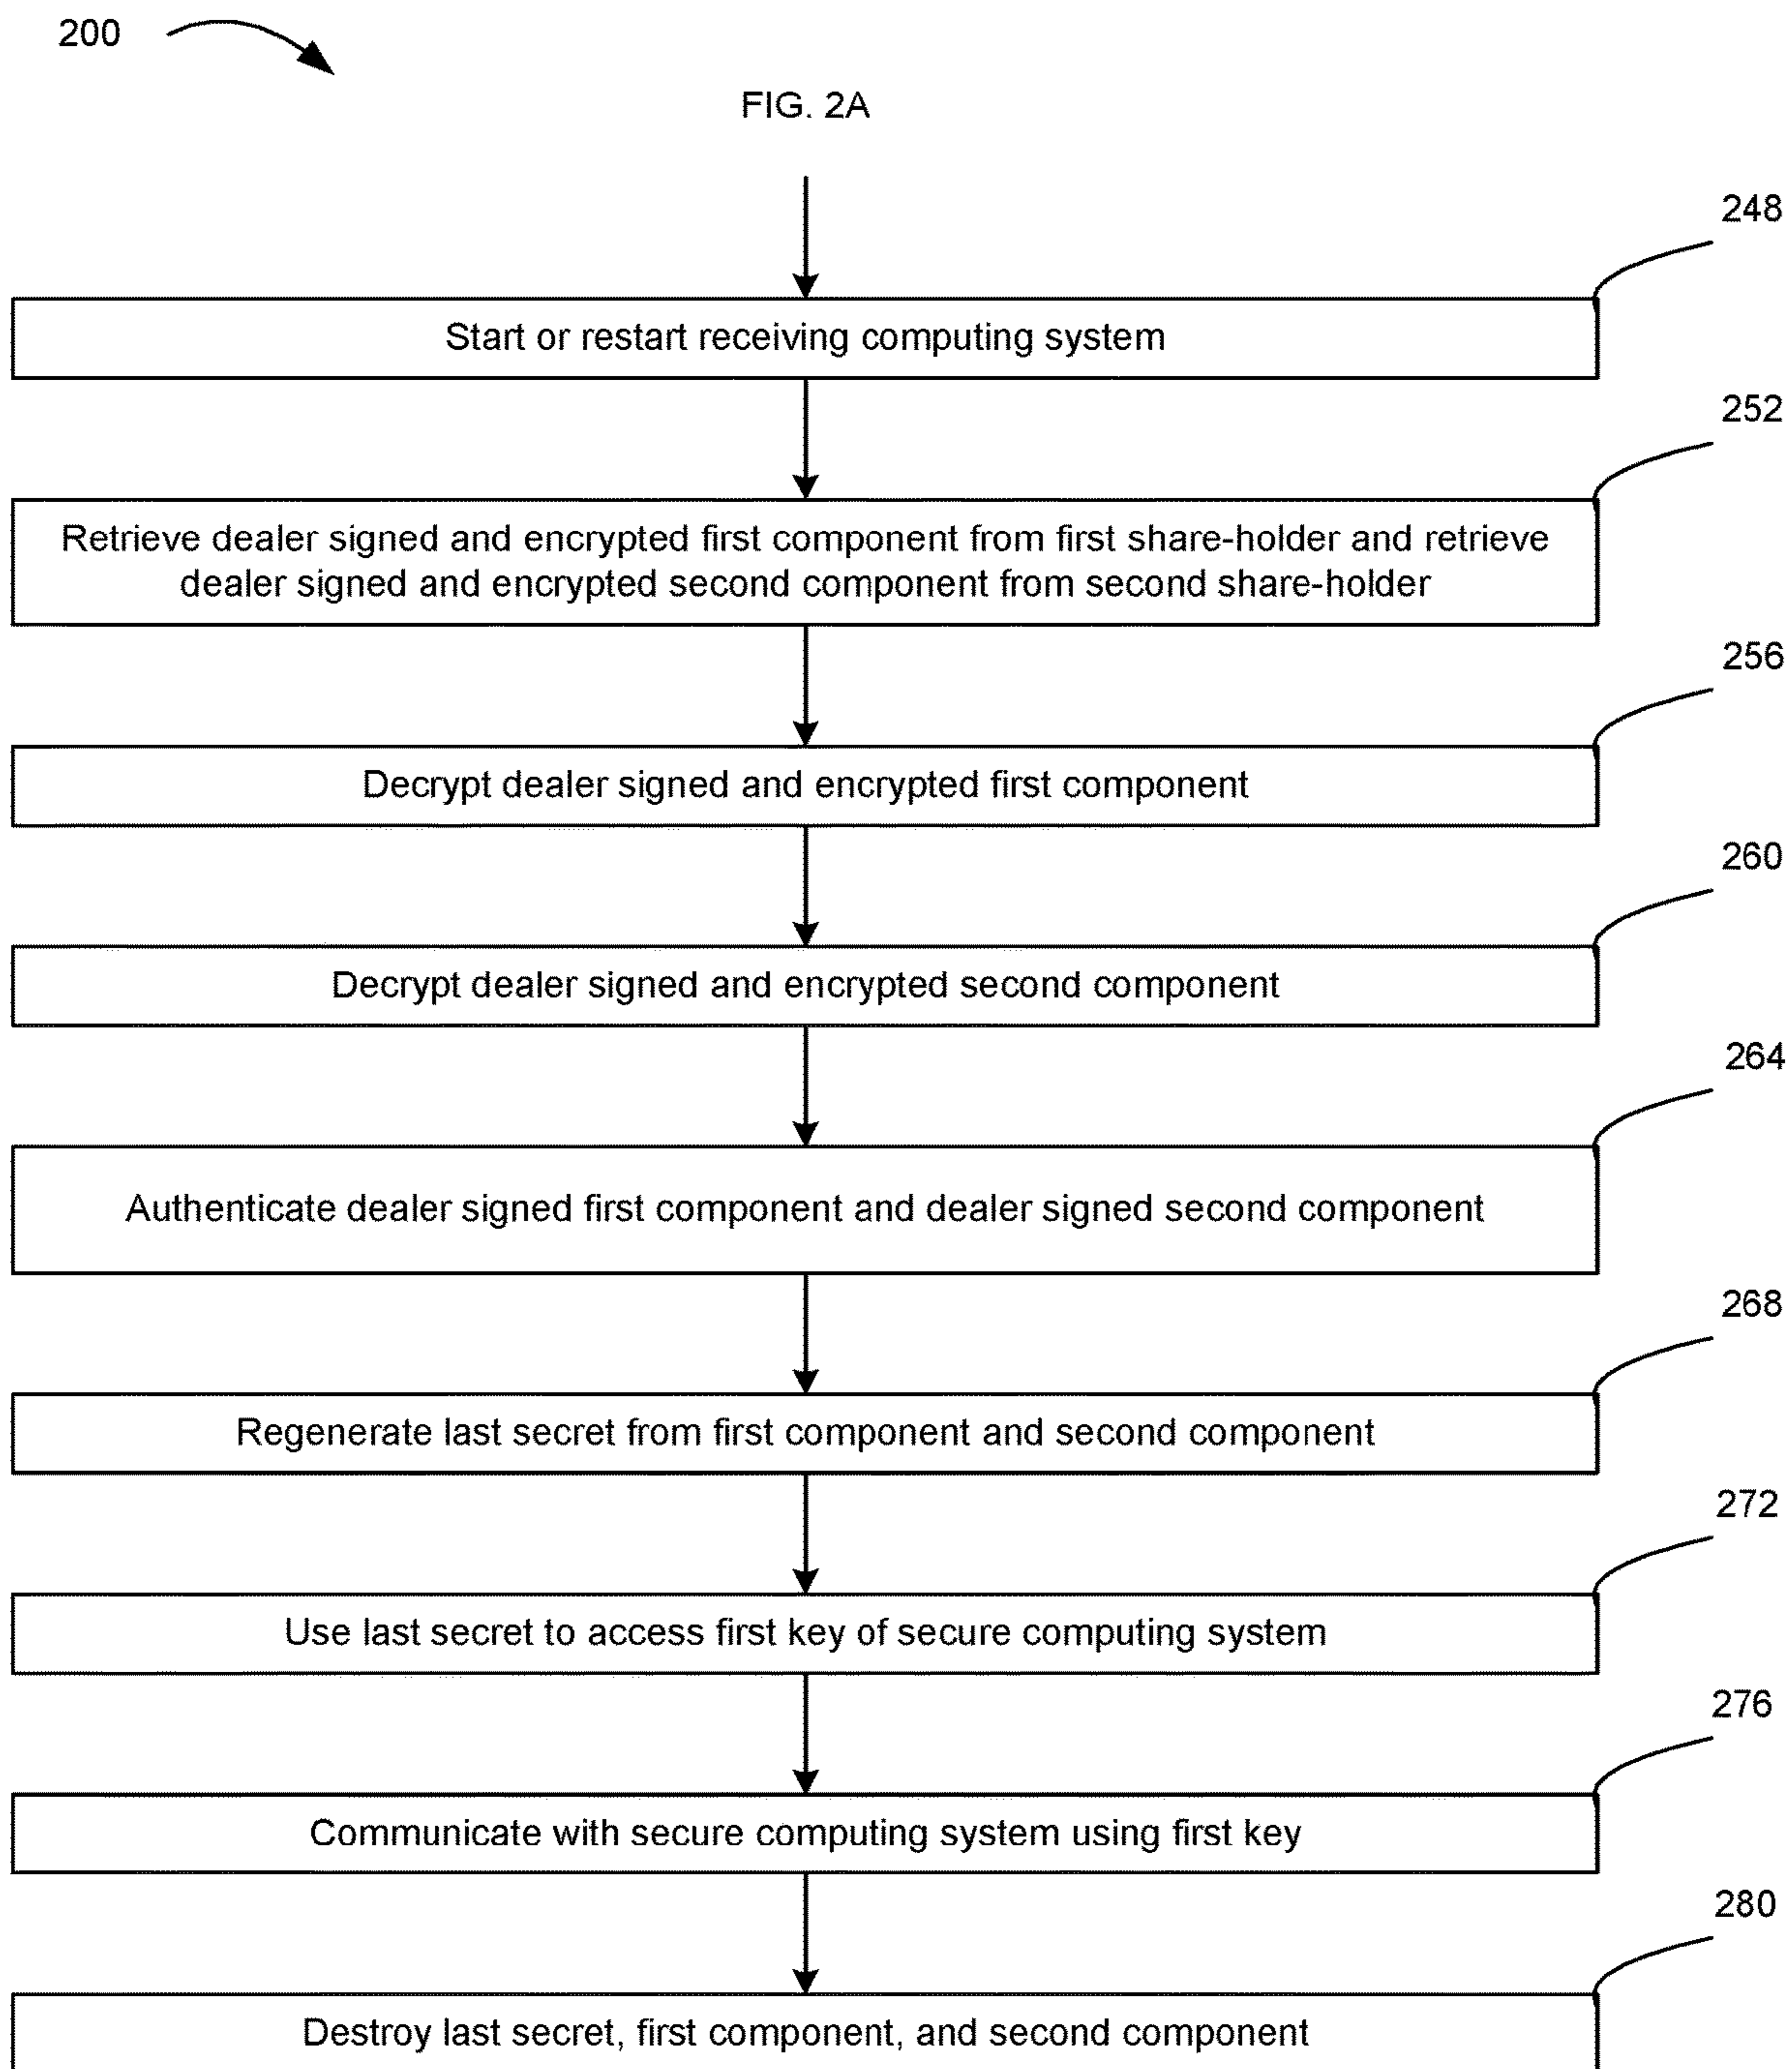 200
FIG. 2A
248
Start or restart receiving computing system
252
Retrieve dealer signed and encrypted first component from first share-holder and retrieve
dealer signed and encrypted second component from second share-holder
256
Decrypt dealer signed and encrypted first component
260
Decrypt dealer signed and encrypted second component
264
Authenticate dealer signed first component and dealer signed second component
268
Regenerate last secret from first component and second component
272
Use last secret to access first key of secure computing system
276
Communicate with secure computing system using first key
280
Destroy last secret, first component, and second component